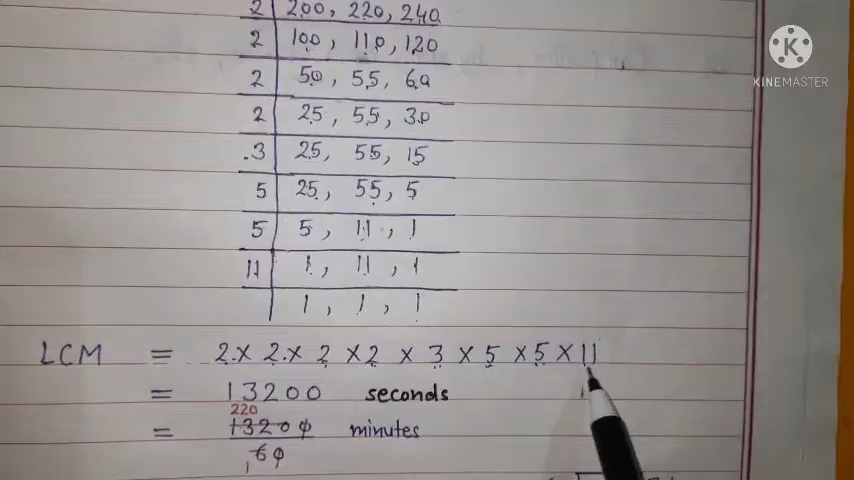 2 200, 220, 240
2 100, 110, 120
KINEMASTER
2 50, 55, 60
2 25, 55, 30
3 25, 55, 15
5 25, 55, 5
5 5, 11, 1
11 1, 11, 1
1, 1, 1
LCM = 2 x 2 x 2 x 2 x 3 x 5 x 5 x 11
= 13200 seconds
220
= 13200 minutes
1 60